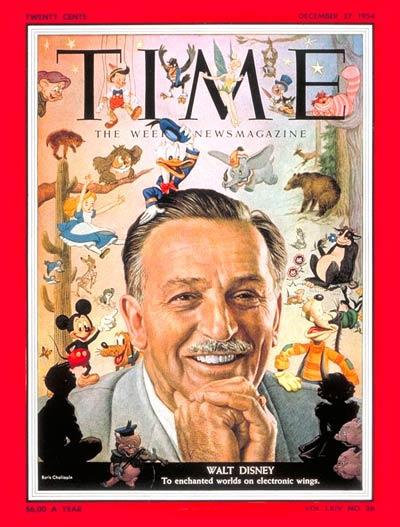 TWENTY CENTS DECEMBER 27, 1954
TIME
THE WEEKLY NEWSMAGAZINE
Boris Chaliapin
WALT DISNEY
To enchanted worlds on electronic wings.
$6.00 A YEAR VOL. LXIV NO. 26